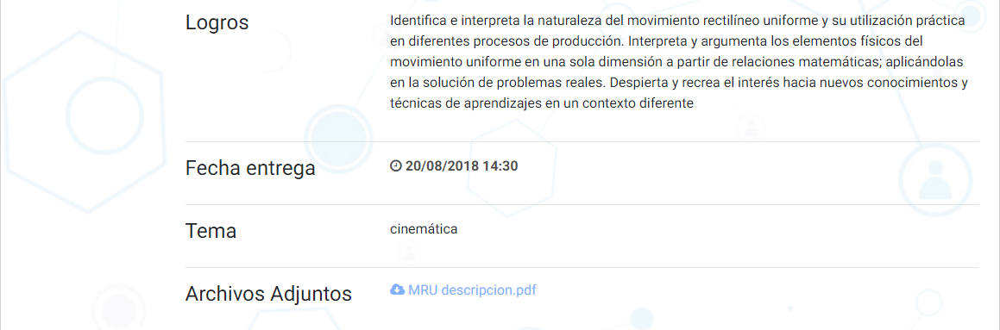 Logros
Identifica e interpreta la naturaleza del movimiento rectilíneo uniforme y su utilización práctica
en diferentes procesos de producción. Interpreta y argumenta los elementos físicos del
movimiento uniforme en una sola dimensión a partir de relaciones matemáticas; aplicándolas
en la solución de problemas reales. Despierta y recrea el interés hacia nuevos conocimientos y
técnicas de aprendizajes en un contexto diferente
Fecha entrega
20/08/2018 14:30
Tema
cinemática
Archivos Adjuntos
MRU descripcion.pdf